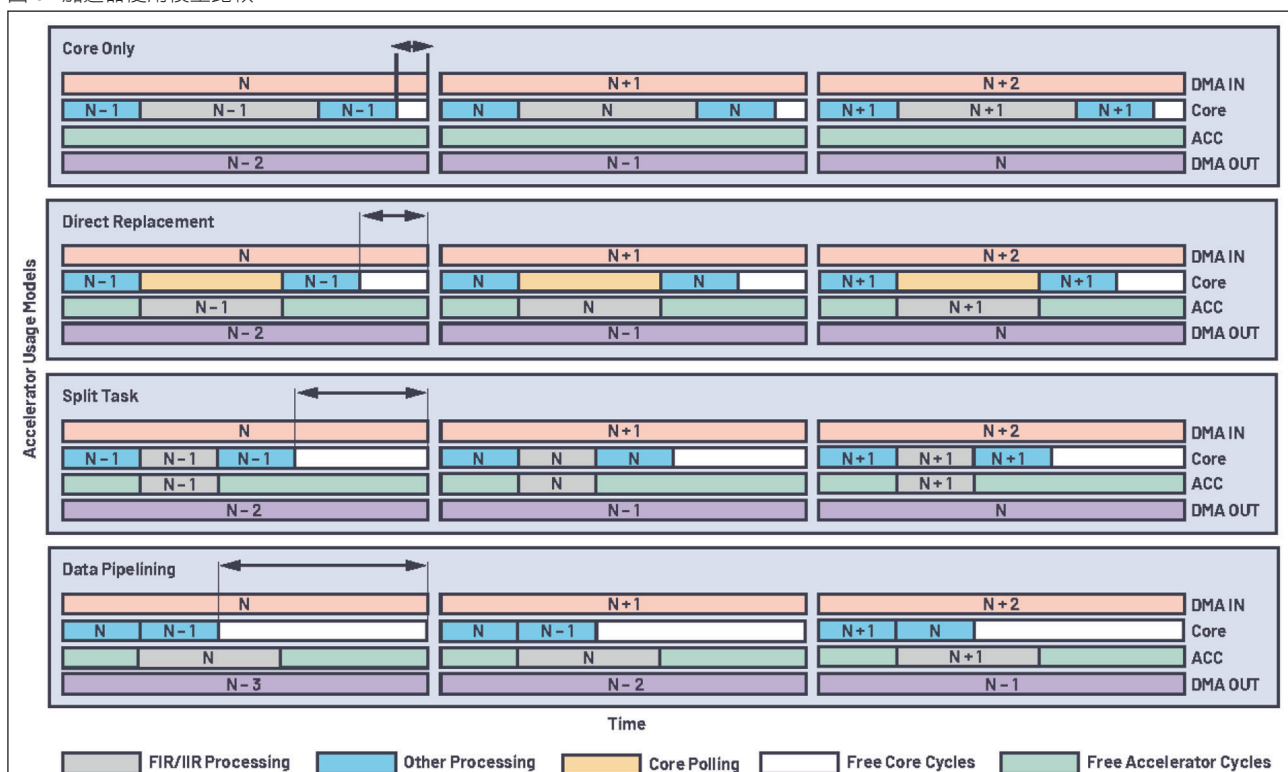 Core Only
N
N+1
N+2
DMA IN
N-1
N-1
N-1
N
N
N
N+1
N+1
N+1
Core
ACC
N-2
N-1
N
DMA OUT
Direct Replacement
N
N+1
N+2
DMA IN
N-1
N-1
N
N
N+1
N+1
Core
N-1
N
N+1
ACC
N-2
N-1
N
DMA OUT
Split Task
N
N+1
N+2
DMA IN
N-1
N-1
N-1
N
N
N
N+1
N+1
N+1
Core
N-1
N
N+1
ACC
N-2
N-1
N
DMA OUT
Data Pipelining
N
N+1
N+2
DMA IN
N
N-1
N
N-1
N+1
N
Core
N
N
N+1
ACC
N-3
N-2
N-1
DMA OUT
Accelerator Usage Models
Time
FIR/IIR Processing
Other Processing
Core Polling
Free Core Cycles
Free Accelerator Cycles